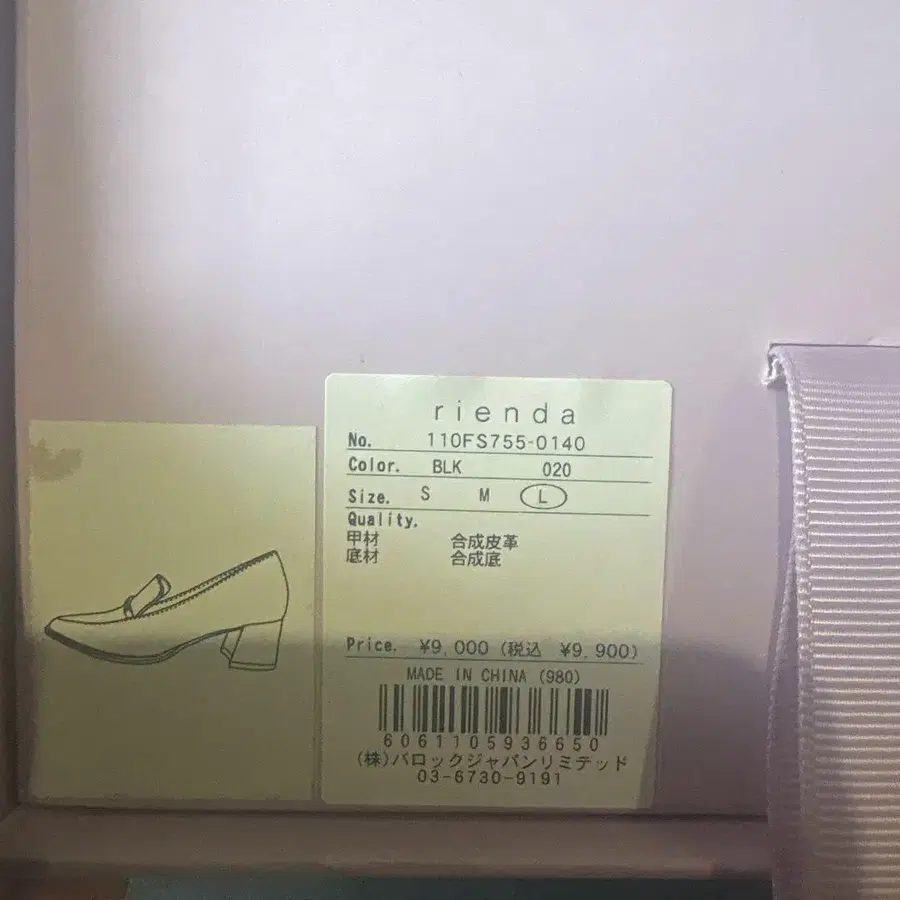 rienda
No. 110FS755-0140
Color. BLK 020
Size. S M L
Quality.
甲材 合成皮革
底材 合成底
Price. ¥9,000 (税込 ¥9,900)
MADE IN CHINA (980)
6061105936650
(株)バロックジャパンリミテッド
03-6730-9191